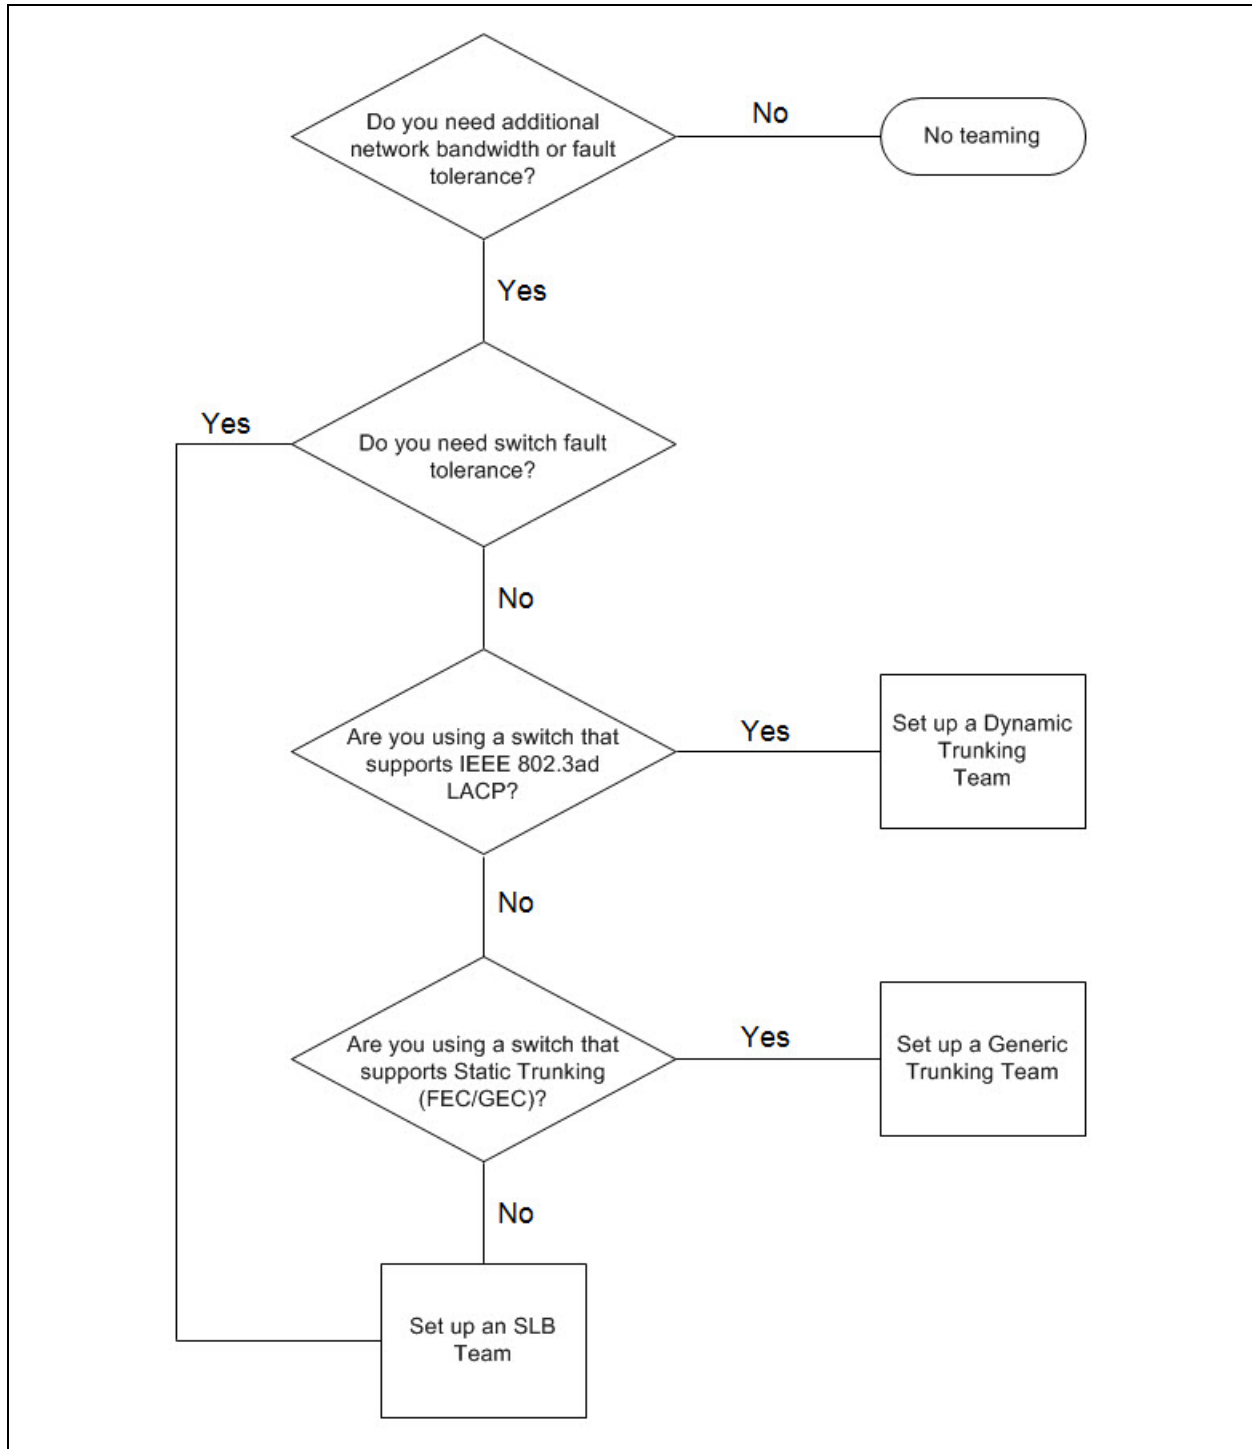 Do you need additional
network bandwidth or fault
tolerance?
No
No teaming
Yes
Yes
Do you need switch fault
tolerance?
No
Are you using a switch that
supports IEEE 802.3ad
LACP?
Yes
Set up a Dynamic
Trunking
Team
No
Are you using a switch that
supports Static Trunking
(FEC/GEC)?
Yes
Set up a Generic
Trunking Team
No
Set up an SLB
Team